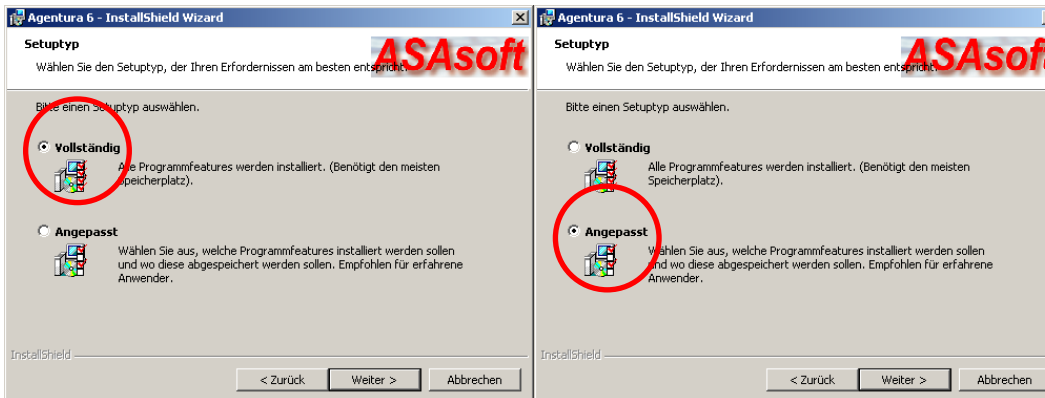 Agentura 6 - InstallShield Wizard
Setuptyp
Wählen Sie den Setuptyp, der Ihren Erfordernissen am besten entspricht.
ASAsoft
Bitte einen Setuptyp auswählen.
Vollständig
Alle Programmfeatures werden installiert. (Benötigt den meisten
Speicherplatz).
Angepasst
Wählen Sie aus, welche Programmfeatures installiert werden sollen
und wo diese abgespeichert werden sollen. Empfohlen für erfahrene
Anwender.
InstallShield
< Zurück Weiter > Abbrechen
Agentura 6 - InstallShield Wizard
Setuptyp
Wählen Sie den Setuptyp, der Ihren Erfordernissen am besten entspricht.
ASAsoft
Bitte einen Setuptyp auswählen.
Vollständig
Alle Programmfeatures werden installiert. (Benötigt den meisten
Speicherplatz).
Angepasst
Wählen Sie aus, welche Programmfeatures installiert werden sollen
und wo diese abgespeichert werden sollen. Empfohlen für erfahrene
Anwender.
InstallShield
< Zurück Weiter > Abbrechen